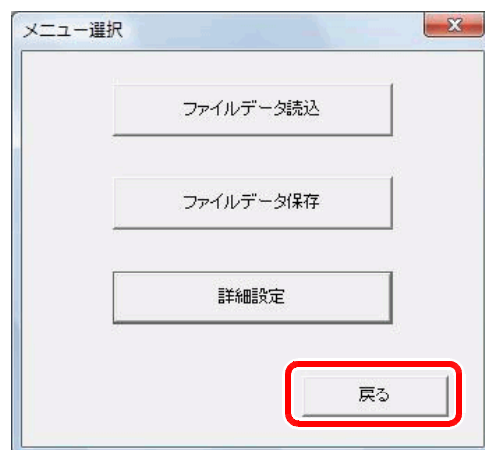 メニュー選択
ファイルデータ読込
ファイルデータ保存
詳細設定
戻る